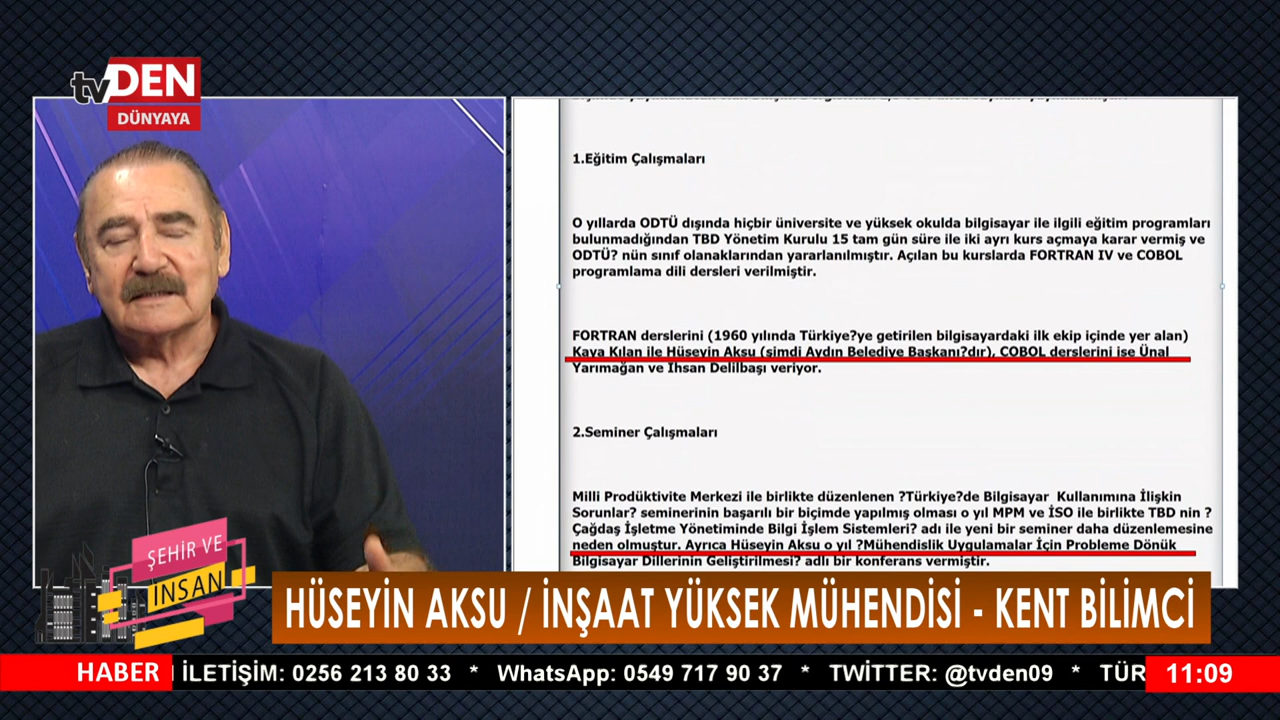 tvDEN
DÜNYAYA
1.Eğitim Çalışmaları
O yıllarda ODTÜ dışında hiçbir üniversite ve yüksek okulda bilgisayar ile ilgili eğitim programları
bulunmadığından TBD Yönetim Kurulu 15 tam gün süre ile iki ayrı kurs açmaya karar vermiş ve
ODTÜ? nün sınıf olanaklarından yararlanılmıştır. Açılan bu kurslarda FORTRAN IV ve COBOL
programlama dili dersleri verilmiştir.
FORTRAN derslerini (1960 yılında Türkiye?ye getirilen bilgisayardaki ilk ekip içinde yer alan)
Kaya Kılan ile Hüseyin Aksu (şimdi Aydın Belediye Başkanı?dır), COBOL derslerini ise Ünal
Yarımağan ve İhsan Delilbaşı veriyor.
2.Seminer Çalışmaları
Milli Prodüktivite Merkezi ile birlikte düzenlenen ?Türkiye?de Bilgisayar Kullanımına İlişkin
Sorunlar? seminerinin başarılı bir biçimde yapılmış olması o yıl MPM ve İSO ile birlikte TBD nin ?
Çağdaş İşletme Yönetiminde Bilgi İşlem Sistemleri? adı ile yeni bir seminer daha düzenlemesine
neden olmuştur. Ayrıca Hüseyin Aksu o yıl ?Mühendislik Uygulamalar İçin Probleme Dönük
Bilgisayar Dillerinin Geliştirilmesi? adlı bir konferans vermiştir.
ŞEHİR VE
İNSAN
HÜSEYİN AKSU / İNŞAAT YÜKSEK MÜHENDİSİ - KENT BİLİMCİ
HABER İLETİŞİM: 0256 213 80 33 * WhatsApp: 0549 717 90 37 * TWİTTER: @tvden09 * TÜR 11:09